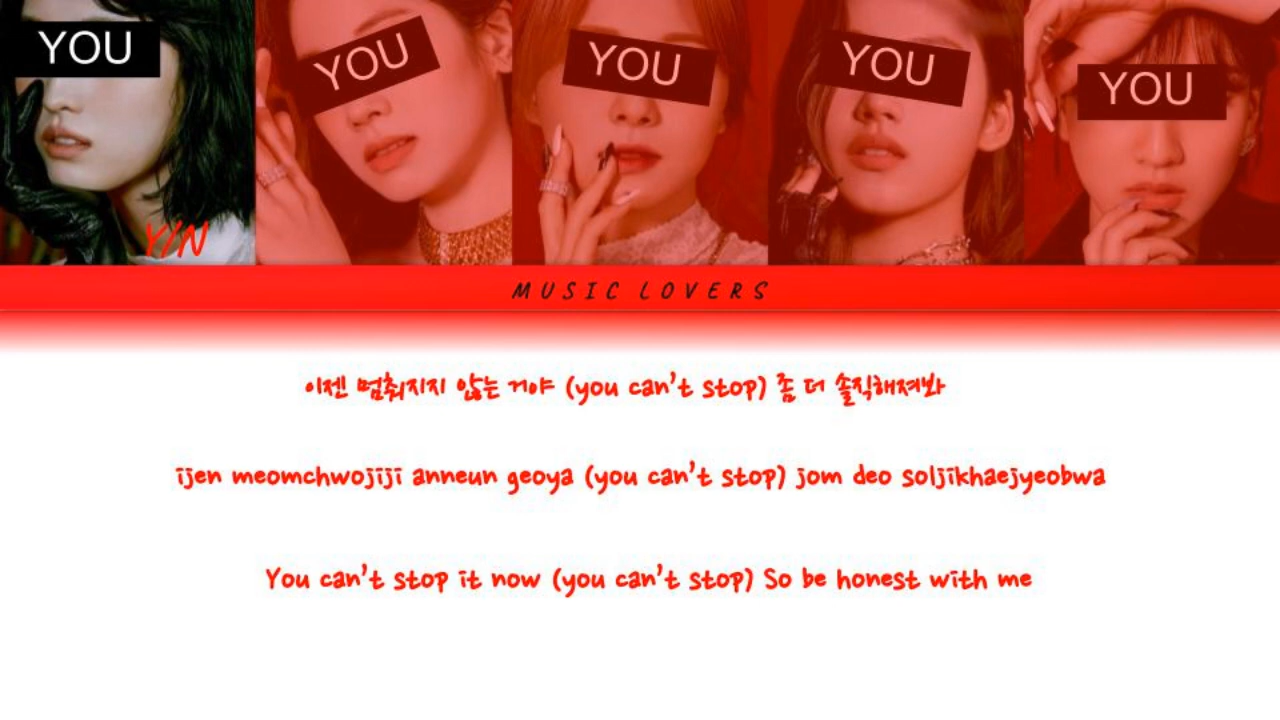 YOU
YOU
YOU
YOU
YOU
Y/N
MUSIC LOVERS
이젠 멈춰지지 않는 거야 (you can't stop) 좀 더 솔직해져봐
ijen meomchwojiji anneun geoya (you can't stop) jom deo soljikhaejyeobwa
You can't stop it now (you can't stop) So be honest with me